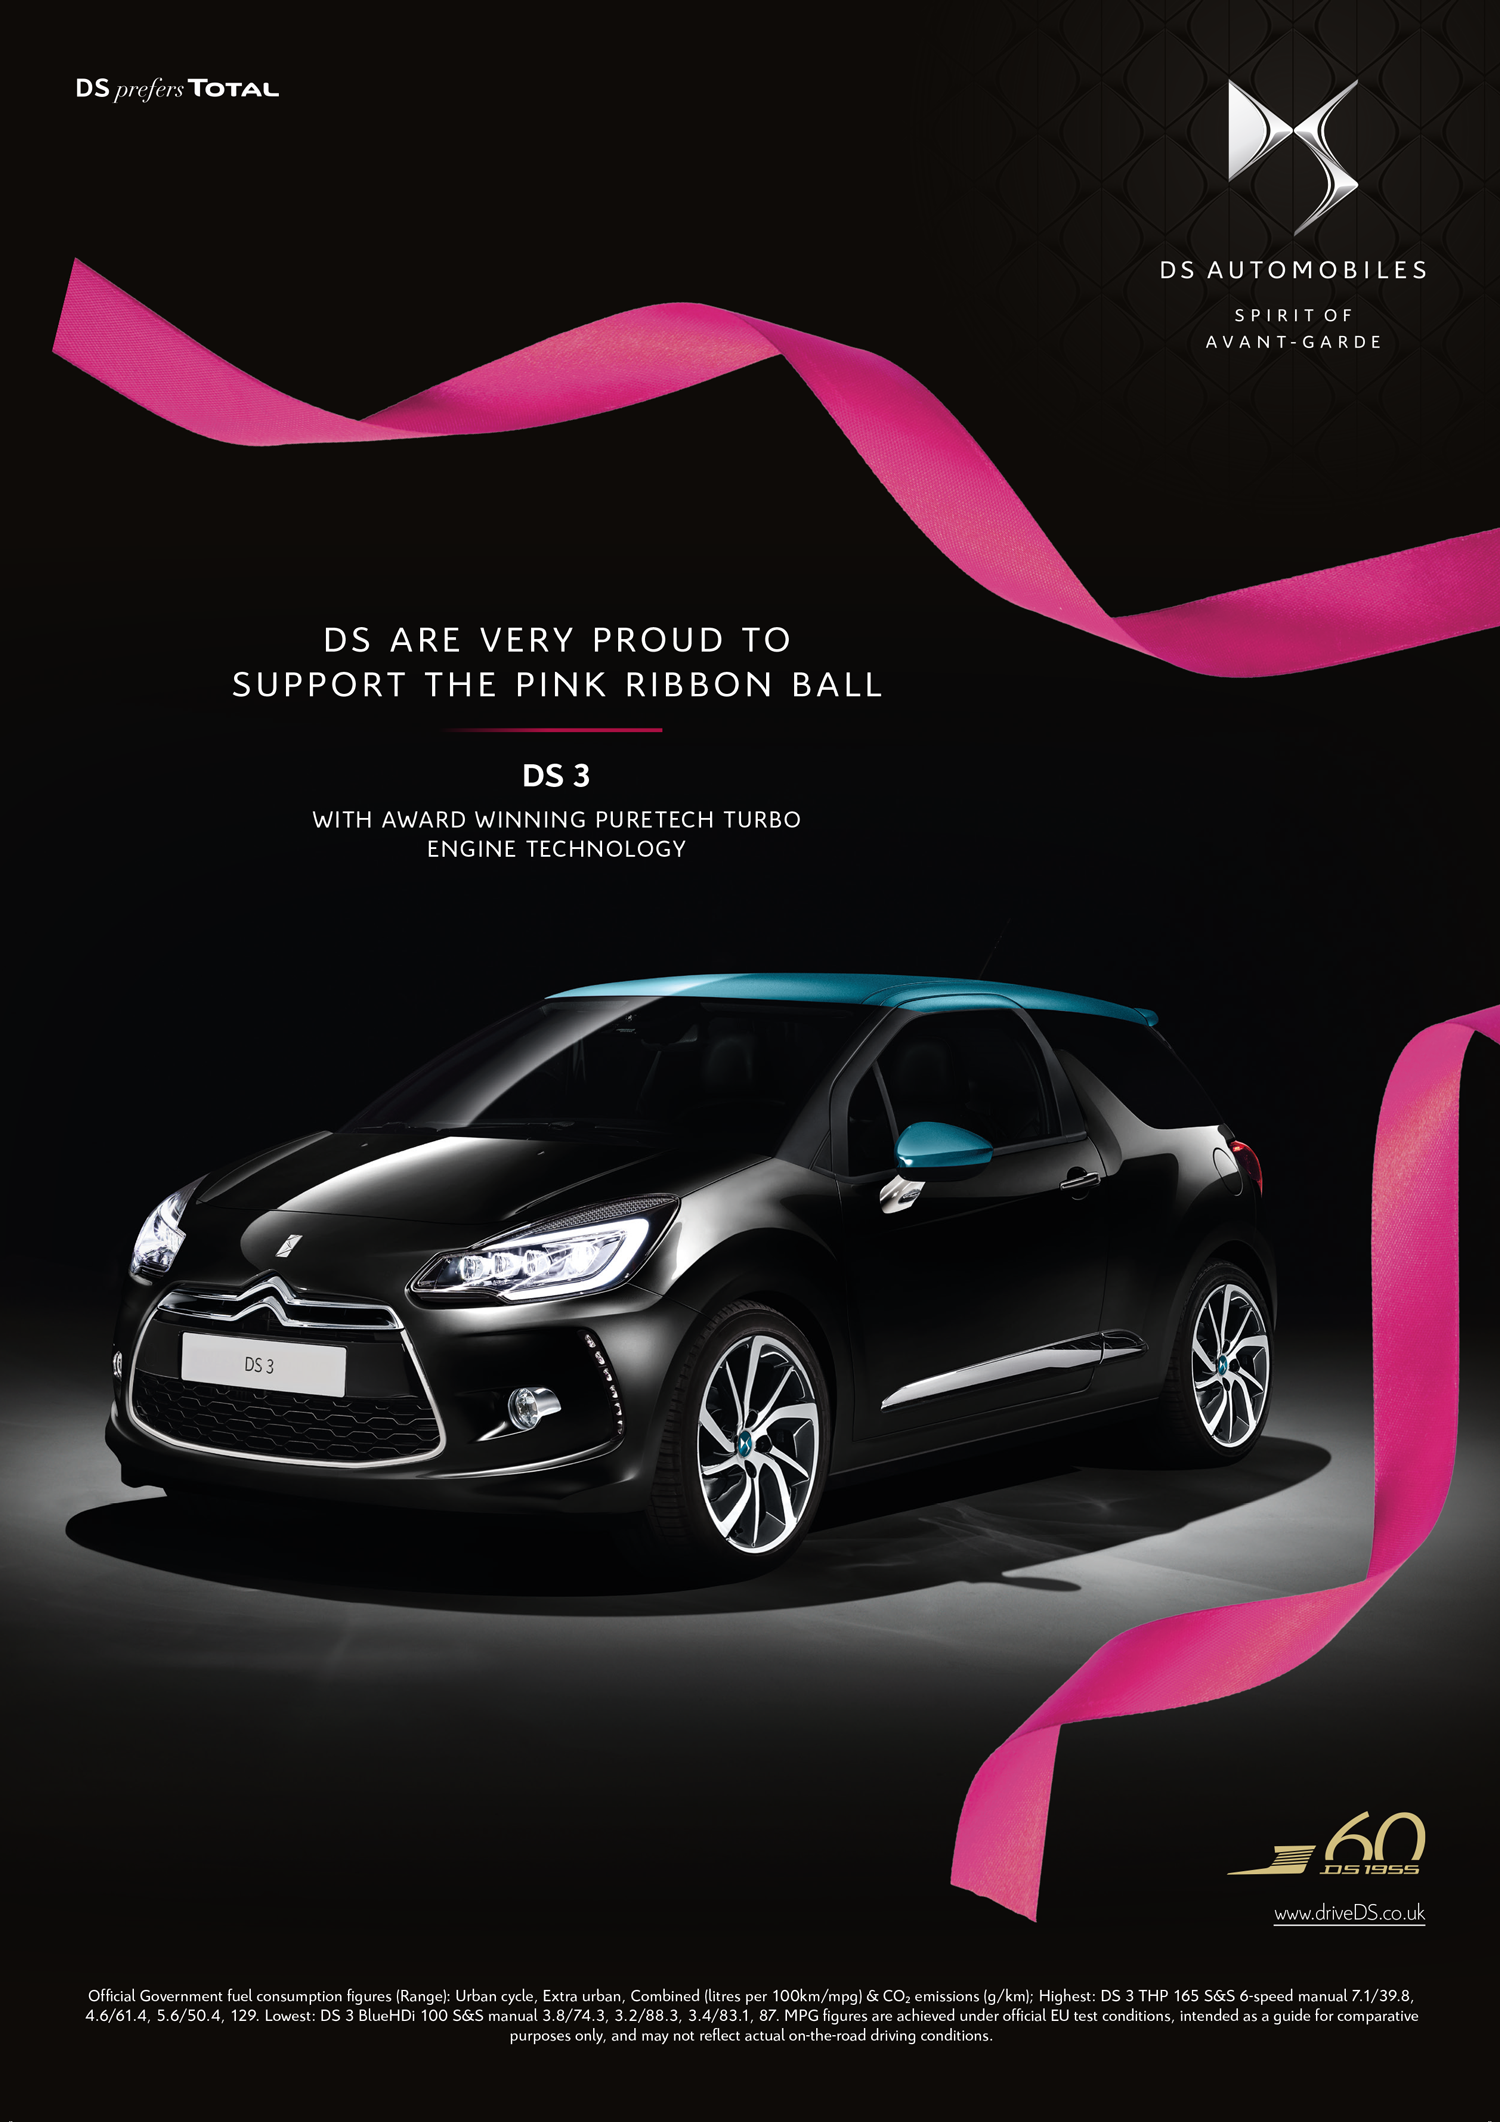 DS prefers TOTAL
DS AUTOMOBILES
SPIRIT OF
AVANT-GARDE
DS ARE VERY PROUD TO
SUPPORT THE PINK RIBBON BALL
DS 3
WITH AWARD WINNING PURETECH TURBO
ENGINE TECHNOLOGY
DS 3
60
DS 1955
www.driveDS.co.uk
Official Government fuel consumption figures (Range): Urban cycle, Extra urban, Combined (litres per 100km/mpg) & CO₂ emissions (g/km); Highest: DS 3 THP 165 S&S 6-speed manual 7.1/39.8,
4.6/61.4, 5.6/50.4, 129. Lowest: DS 3 BlueHDi 100 S&S manual 3.8/74.3, 3.2/88.3, 3.4/83.1, 87. MPG figures are achieved under official EU test conditions, intended as a guide for comparative
purposes only, and may not reflect actual on-the-road driving conditions.